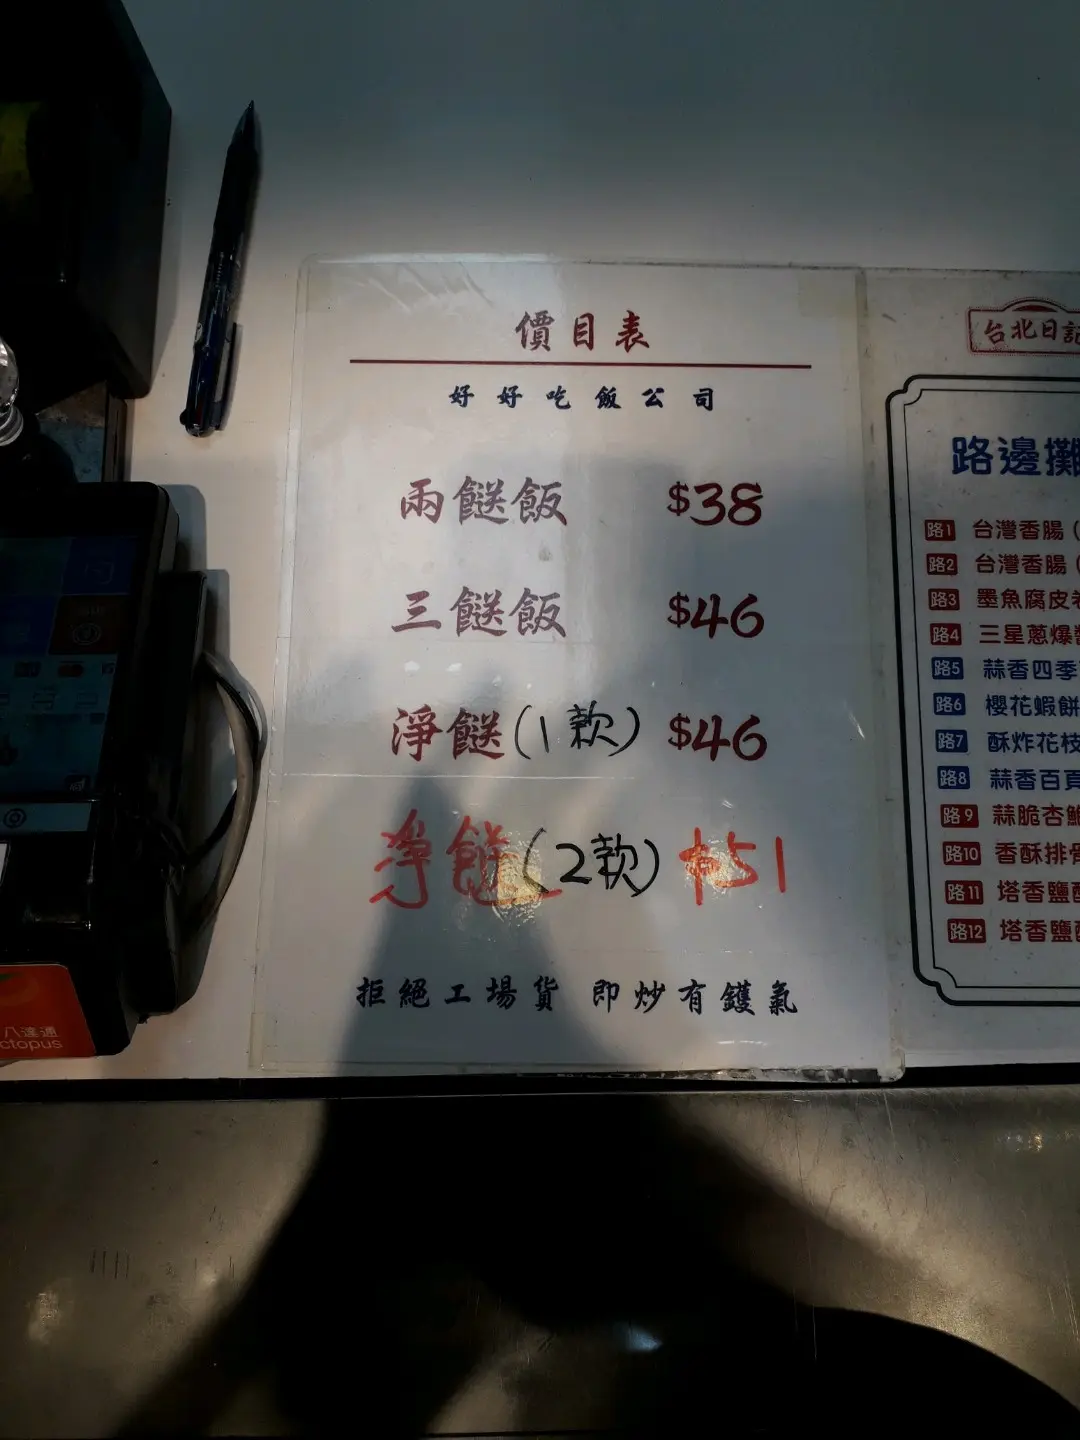 價目表
好好吃飯公司
兩餸飯 $38
三餸飯 $46
淨餸(1款) $46
淨餸(2款) $51
拒絕工場貨 即炒有鑊氣
台北日記
路邊攤
路1 台灣香腸(
路2 台灣香腸(
路3 墨魚腐皮
路4 三星蔥爆
路5 蒜香四季
路6 櫻花蝦餅
路7 酥炸花枝
路8 蒜香百頁
路9 蒜脆杏鮑
路10 香酥排骨
路11 塔香鹽酥
路12 塔香鹽酥
八達通
ctopus